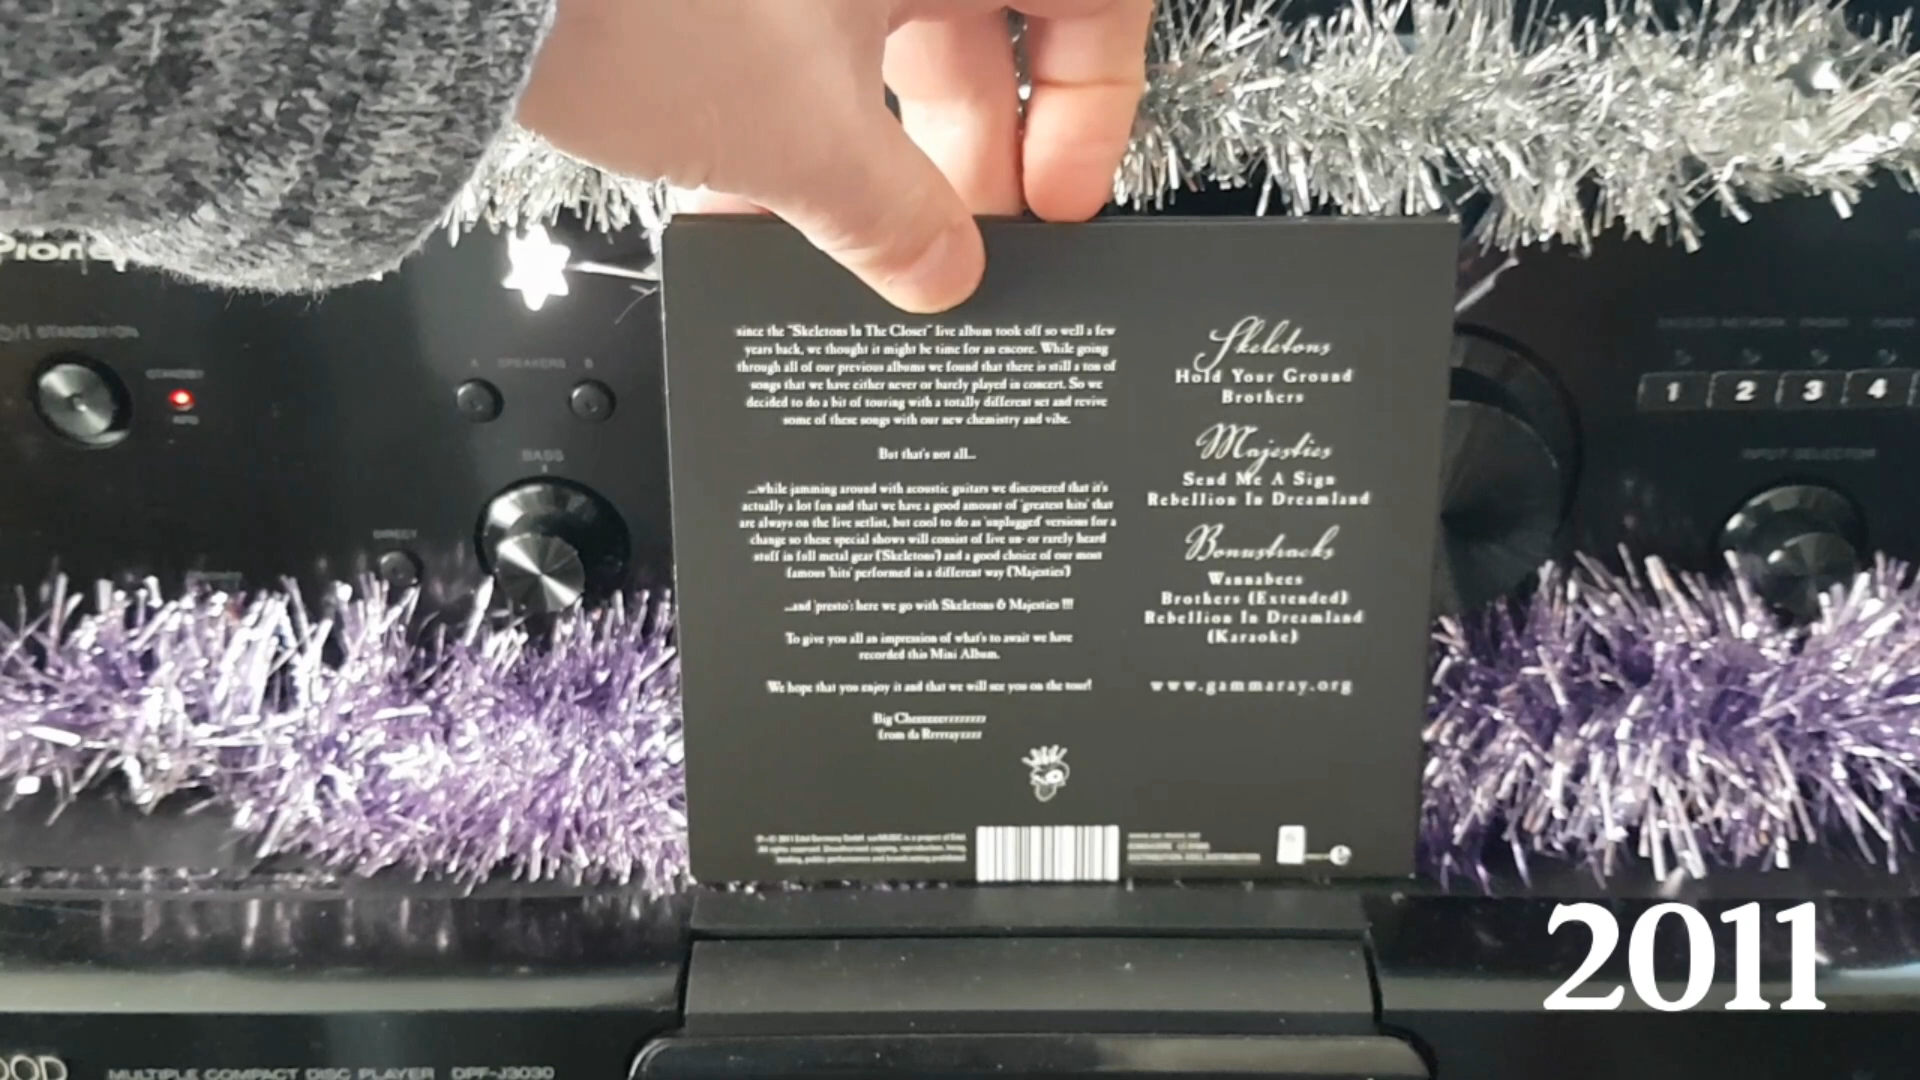 STANDBY/ON
STANDBY
A SPEAKERS B
BASS
DIRECT
since the "Skeletons In The Closet" live album took off so well a few
years back, we thought it might be time for an encore. While going
through all of our previous albums we found that there is still a ton of
songs that we have either never or barely played in concert. So we
decided to do a bit of touring with a totally different set and revive
some of these songs with our new chemistry and vibe.
But that's not all...
...while jamming around with acoustic guitars we discovered that it's
actually a lot fun and that we have a good amount of 'greatest hits' that
are always on the live setlist, but cool to do as 'unplugged' versions for a
change so these special shows will consist of live un- or rarely heard
stuff in full metal gear ('Skeletons') and a good choice of our most
famous 'hits' performed in a different way ('Majesties')
...and 'presto': here we go with Skeletons & Majesties !!!
To give you all an impression of what's to await we have
recorded this Mini Album.
We hope that you enjoy it and that we will see you on the tour!
from da
Skeletons
Hold Your Ground
Brothers
Majesties
Send Me A Sign
Rebellion In Dreamland
Bonustracks
Wannabees
Brothers (Extended)
Rebellion In Dreamland
(Karaoke)
www.gammaray.org
1 2 3 4
INPUT SELECTOR
2011
OOD MULTIPLE COMPACT DISC PLAYER DPF-J3030